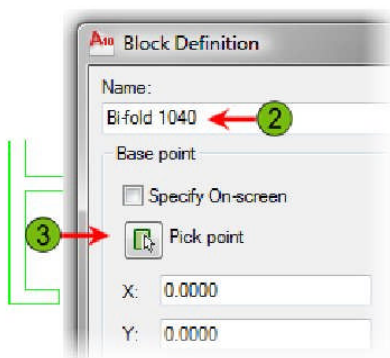 A10 Block Definition
Name:
Bi-fold 1040
2
Base point
Specify On-screen
3
Pick point
X: 0.0000
Y: 0.0000